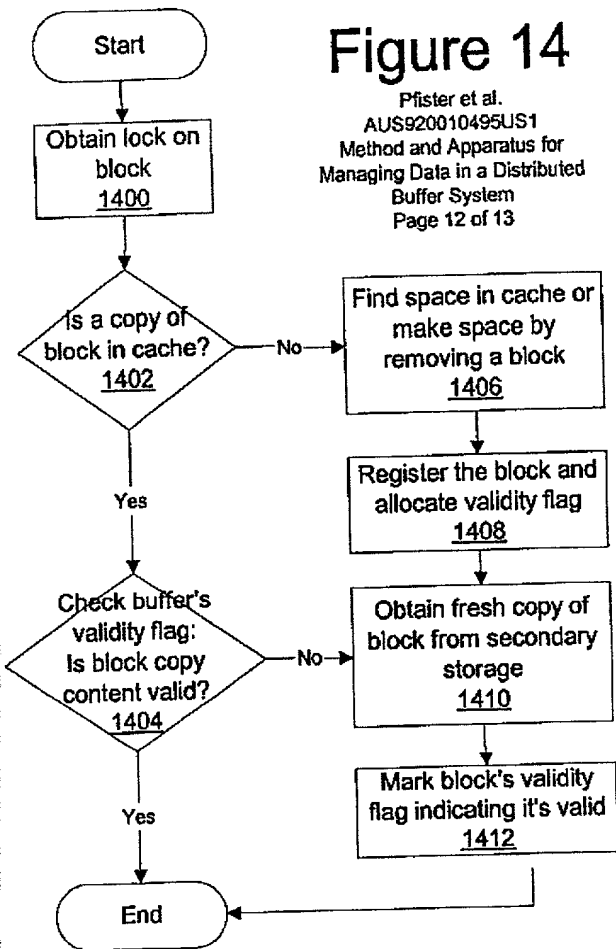 Start
Figure 14
Pfister et al.
AUS920010495US1
Method and Apparatus for
Managing Data in a Distributed
Buffer System
Page 12 of 13
Obtain lock on
block
1400
Is a copy of
block in cache?
1402
No
Find space in cache or
make space by
removing a block
1406
Register the block and
allocate validity flag
1408
Yes
Check buffer's
validity flag:
Is block copy
content valid?
1404
No
Obtain fresh copy of
block from secondary
storage
1410
Mark block's validity
flag indicating it's valid
1412
Yes
End